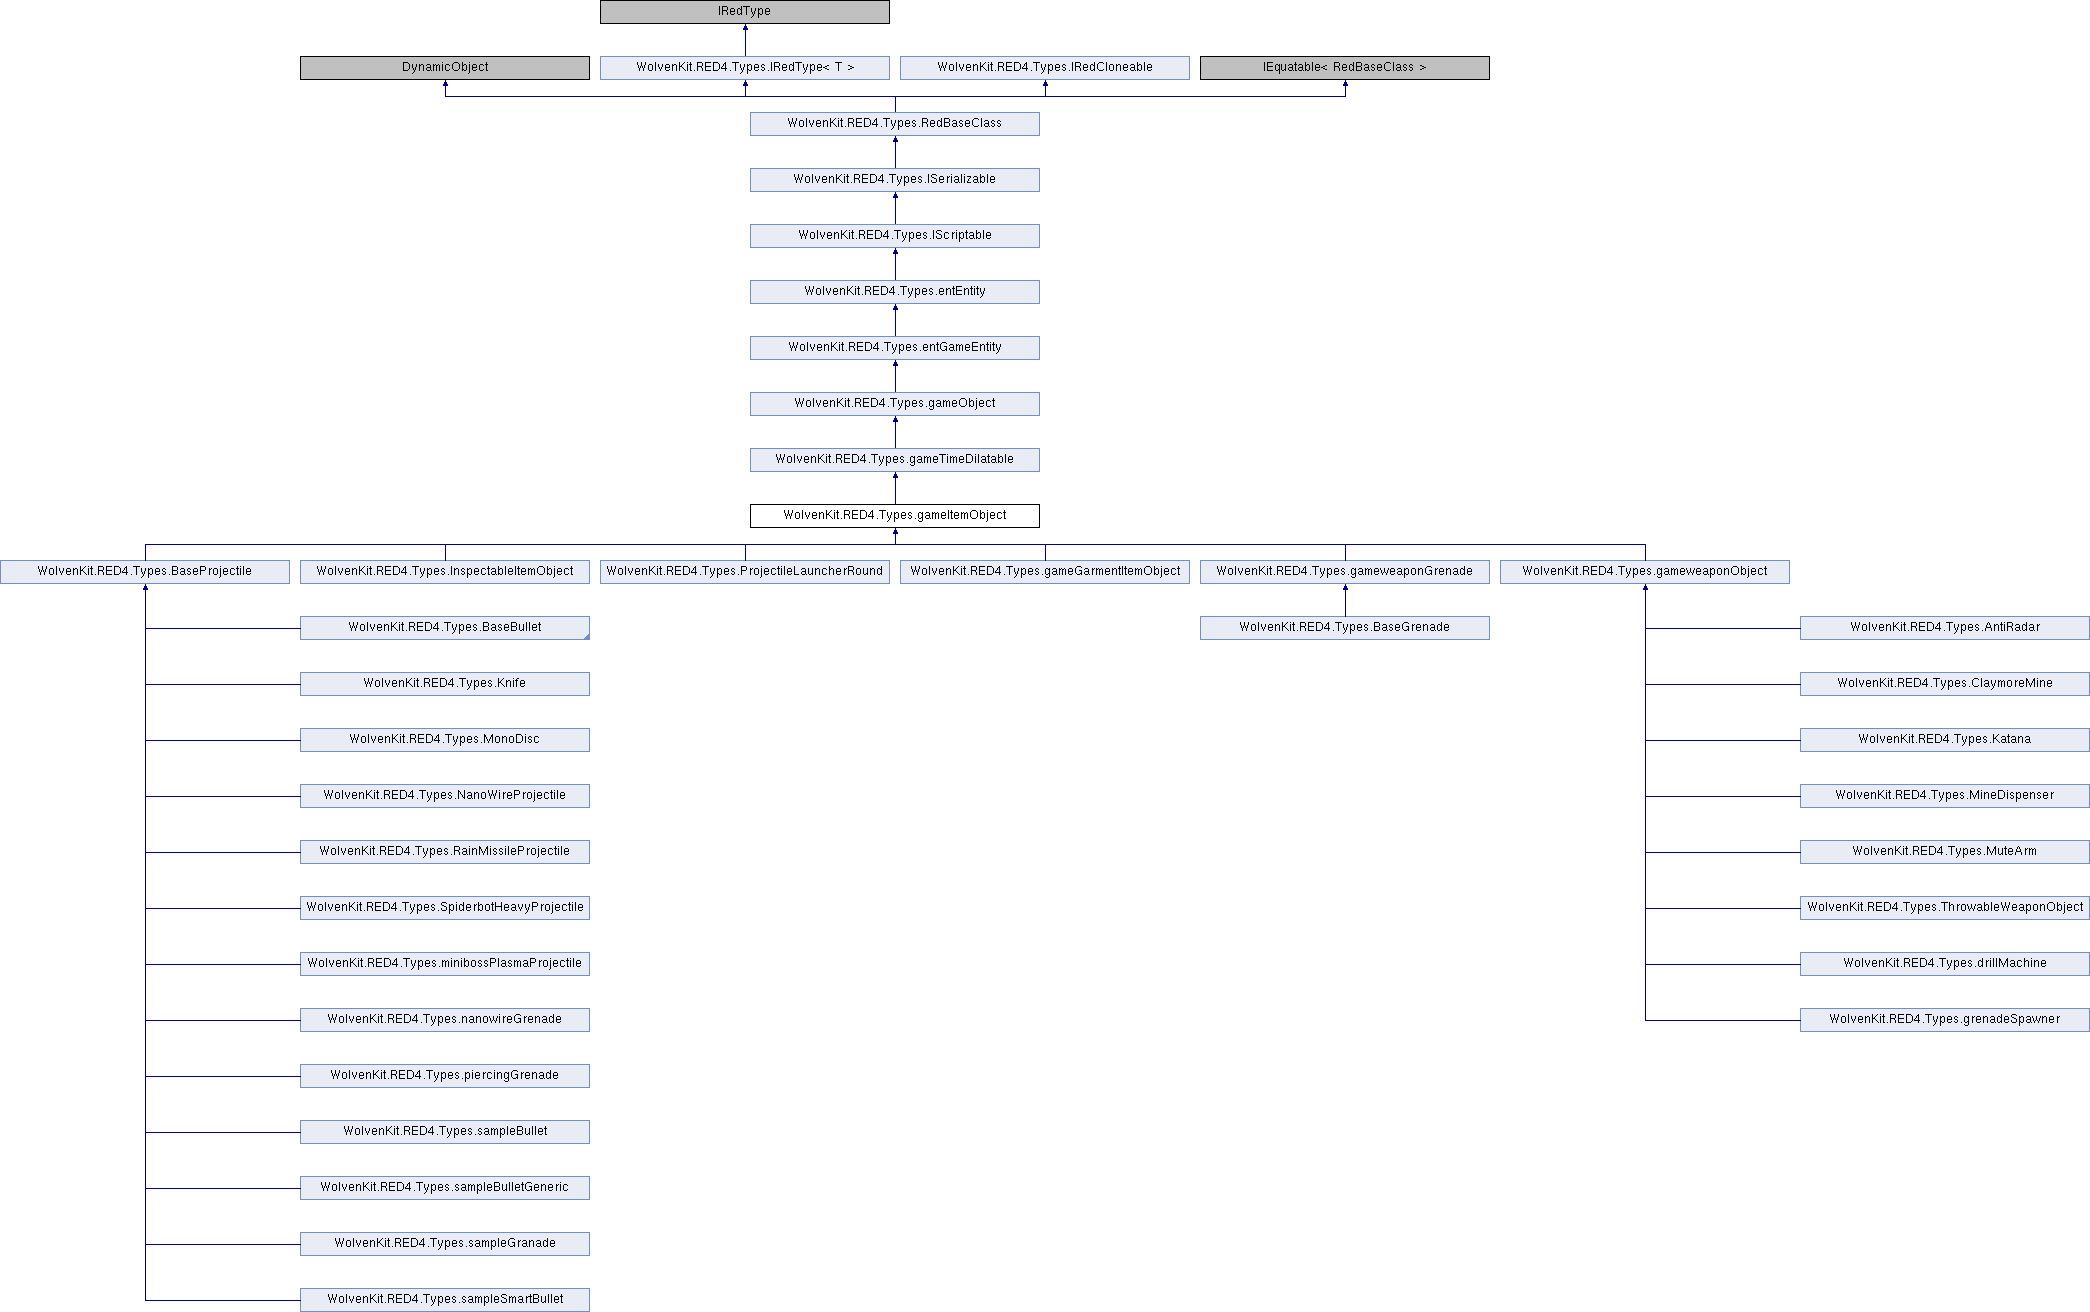 IRedType
DynamicObject
WolvenKit.RED4.Types.IRedType< T >
WolvenKit.RED4.Types.IRedCloneable
IEquatable< RedBaseClass >
WolvenKit.RED4.Types.RedBaseClass
WolvenKit.RED4.Types.ISerializable
WolvenKit.RED4.Types.IScriptable
WolvenKit.RED4.Types.entEntity
WolvenKit.RED4.Types.entGameEntity
WolvenKit.RED4.Types.gameObject
WolvenKit.RED4.Types.gameTimeDilatable
WolvenKit.RED4.Types.gameItemObject
WolvenKit.RED4.Types.BaseProjectile
WolvenKit.RED4.Types.InspectableItemObject
WolvenKit.RED4.Types.ProjectileLauncherRound
WolvenKit.RED4.Types.gameGarmentItemObject
WolvenKit.RED4.Types.gameweaponGrenade
WolvenKit.RED4.Types.gameweaponObject
WolvenKit.RED4.Types.BaseBullet
WolvenKit.RED4.Types.BaseGrenade
WolvenKit.RED4.Types.AntiRadar
WolvenKit.RED4.Types.Knife
WolvenKit.RED4.Types.ClaymoreMine
WolvenKit.RED4.Types.MonoDisc
WolvenKit.RED4.Types.Katana
WolvenKit.RED4.Types.NanoWireProjectile
WolvenKit.RED4.Types.MineDispenser
WolvenKit.RED4.Types.RainMissileProjectile
WolvenKit.RED4.Types.MuteArm
WolvenKit.RED4.Types.SpiderbotHeavyProjectile
WolvenKit.RED4.Types.ThrowableWeaponObject
WolvenKit.RED4.Types.minibossPlasmaProjectile
WolvenKit.RED4.Types.drillMachine
WolvenKit.RED4.Types.nanowireGrenade
WolvenKit.RED4.Types.grenadeSpawner
WolvenKit.RED4.Types.piercingGrenade
WolvenKit.RED4.Types.sampleBullet
WolvenKit.RED4.Types.sampleBulletGeneric
WolvenKit.RED4.Types.sampleGranade
WolvenKit.RED4.Types.sampleSmartBullet